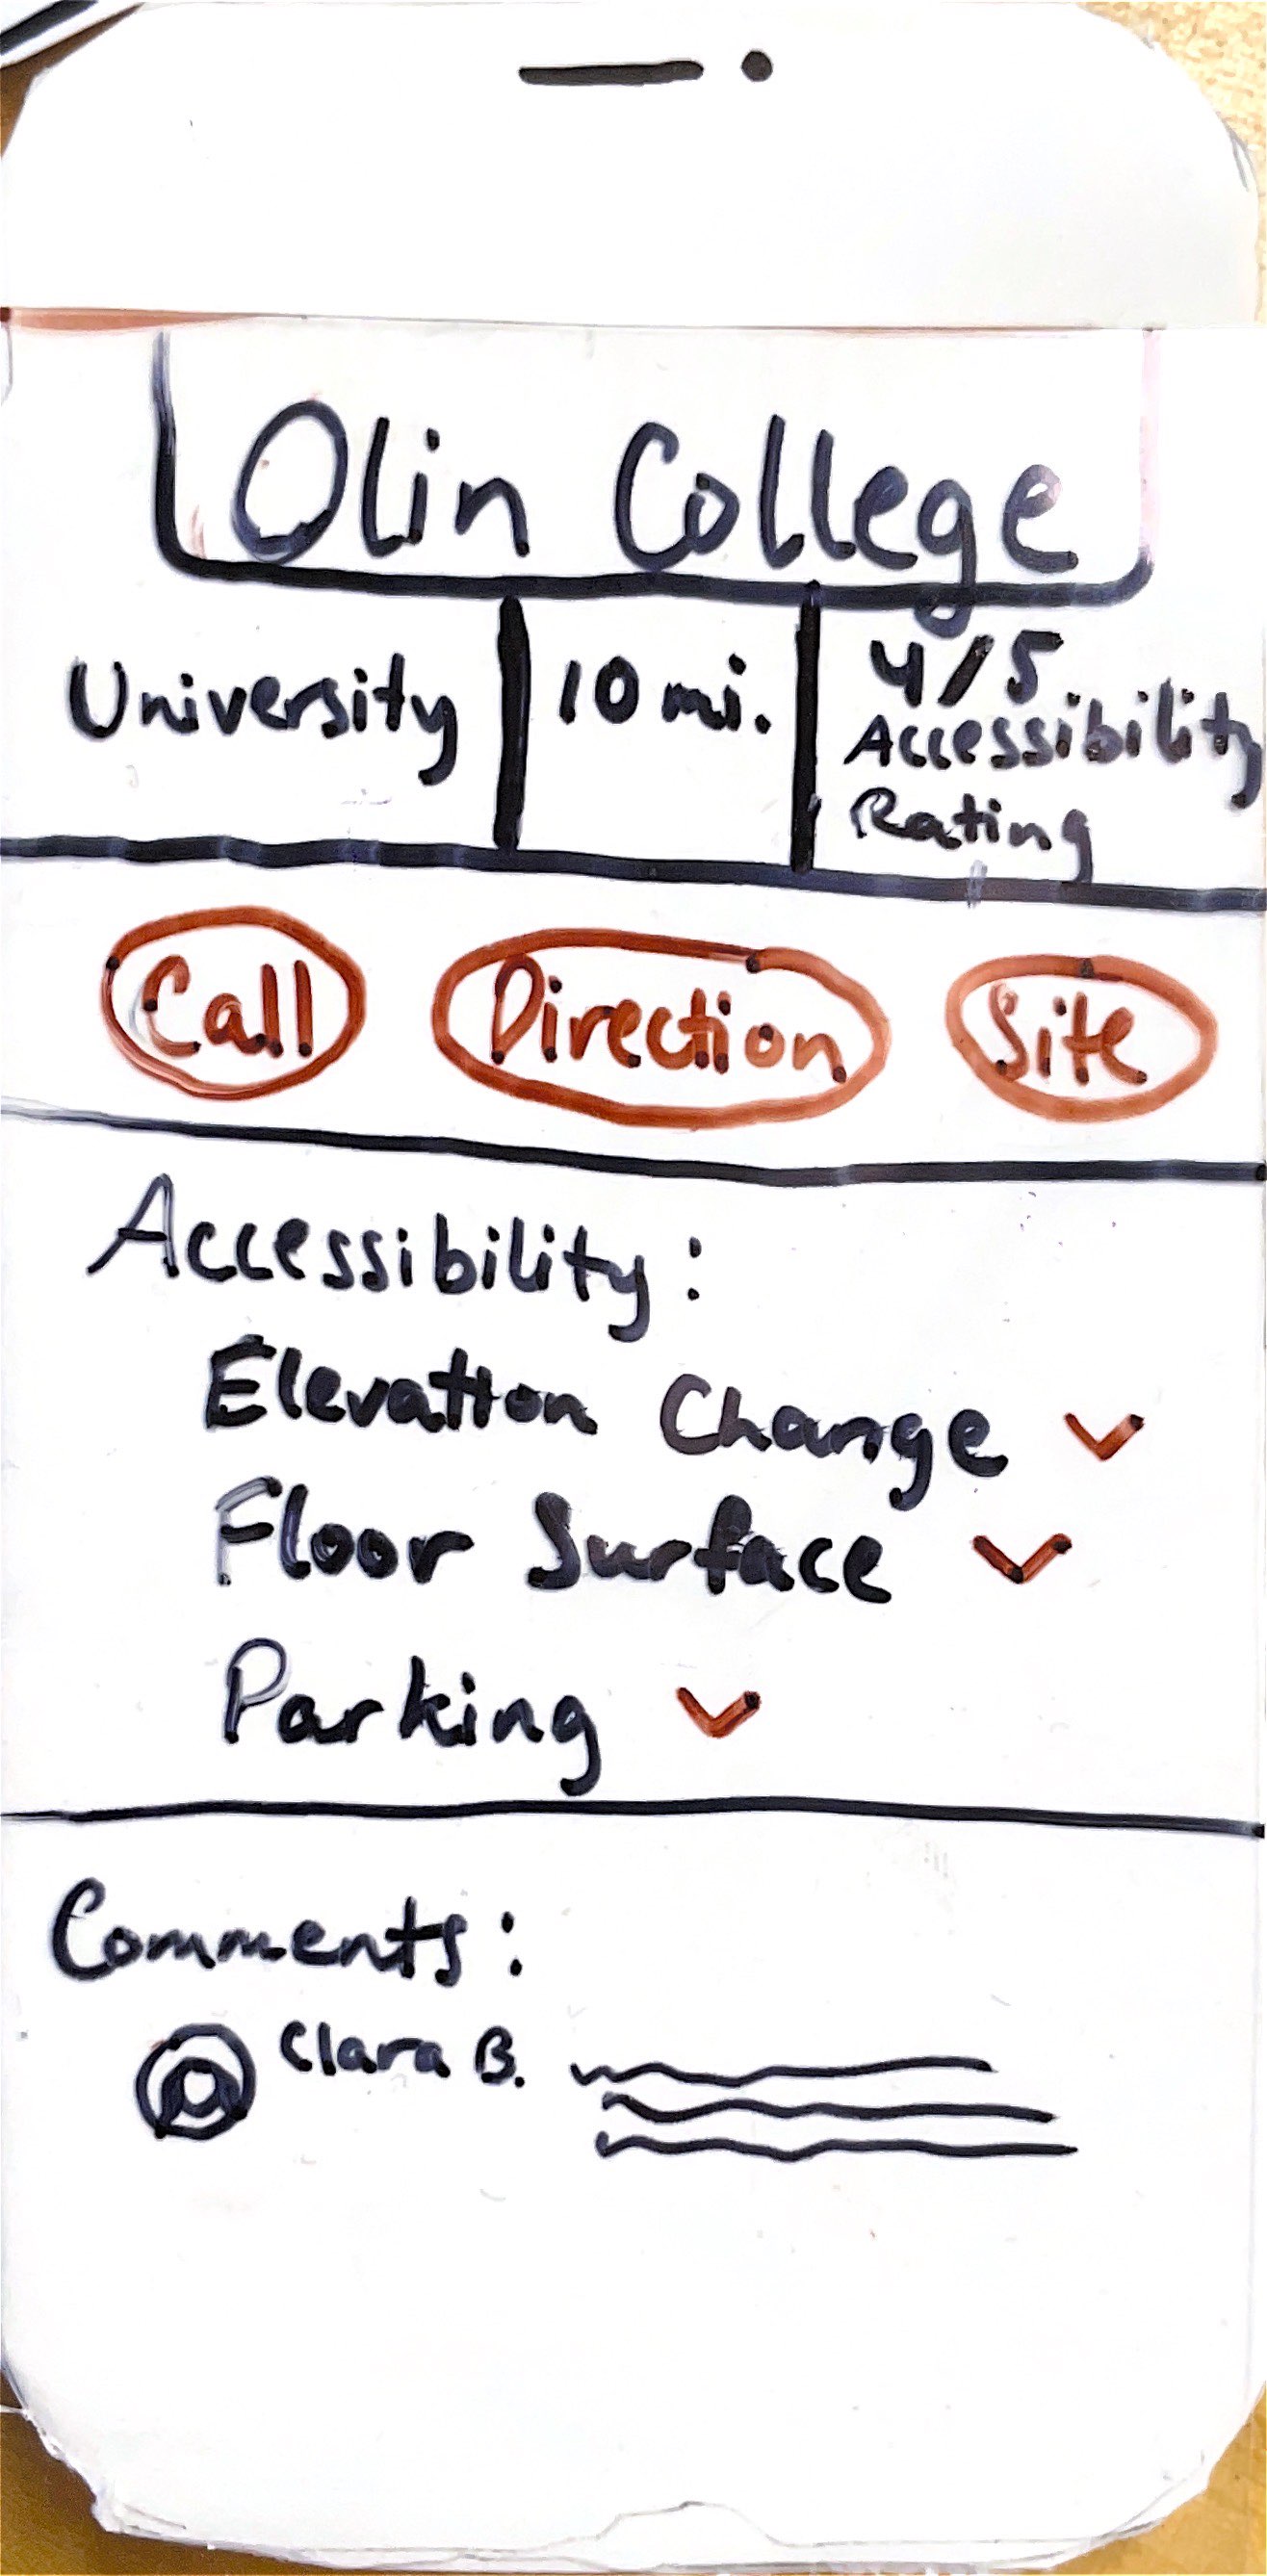 Olin College
University
10 mi.
4/5
Accessibility
Rating
Call
Direction
Site
Accessibility:
Elevation Change
Floor Surface
Parking
Comments:
Clara B.